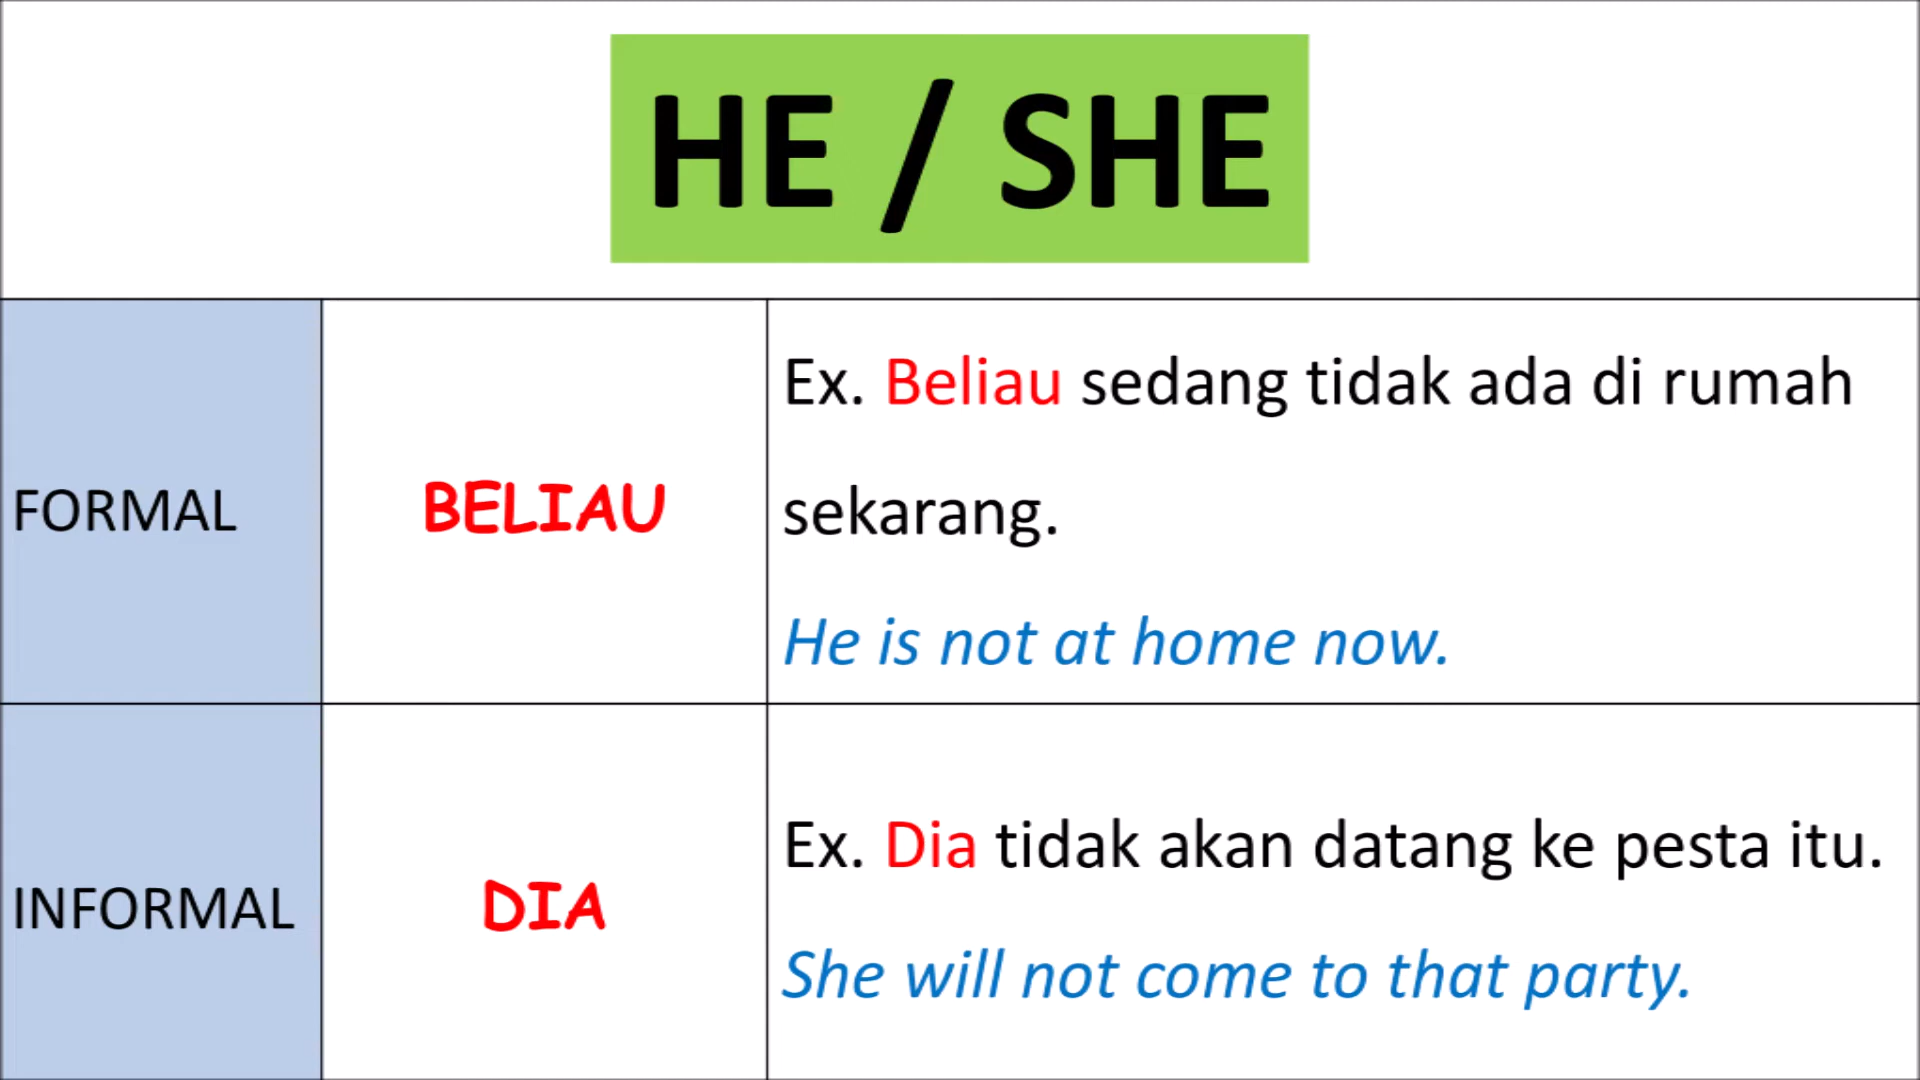 HE / SHE
FORMAL
BELIAU
Ex. Beliau sedang tidak ada di rumah
sekarang.
He is not at home now.
INFORMAL
DIA
Ex. Dia tidak akan datang ke pesta itu.
She will not come to that party.